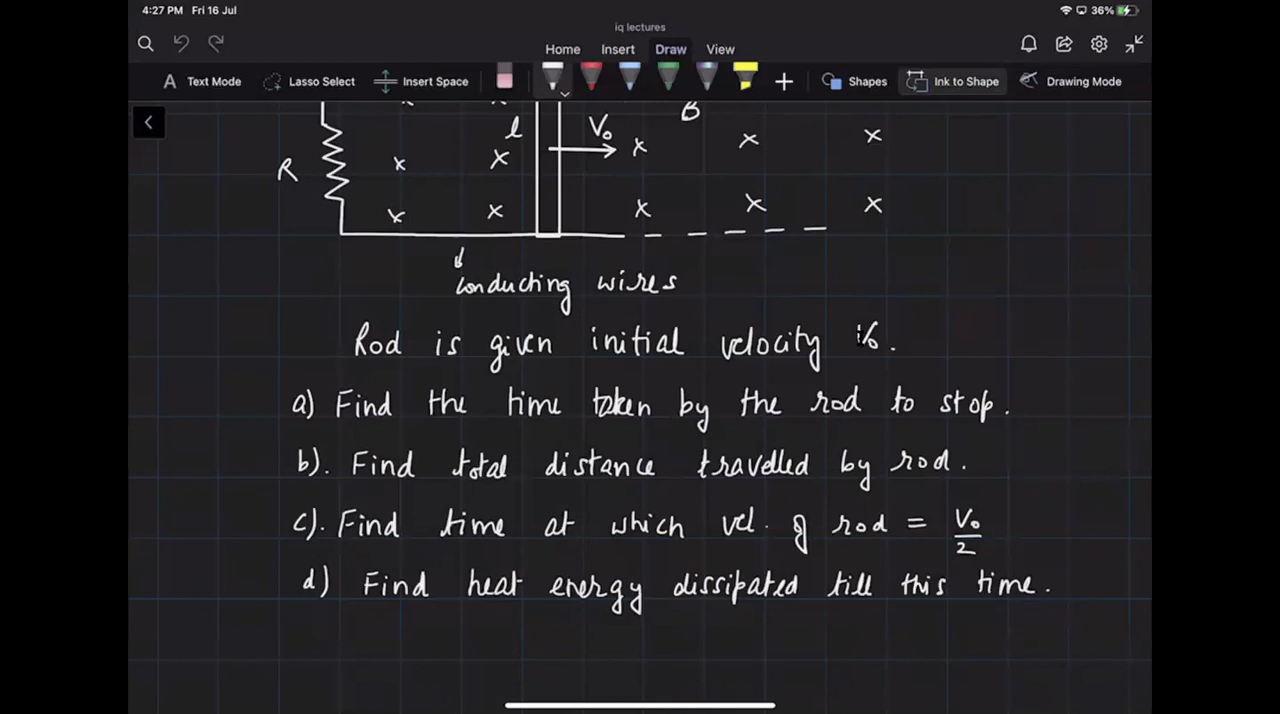 4:27 PM Fri 16 Jul
36%
iq lectures
Home Insert Draw View
Text Mode Lasso Select Insert Space Shapes Ink to Shape Drawing Mode
B
l V₀ x x x
x x
R x x
x x x x x
conducting wires
Rod is given initial velocity V₀.
a) Find the time taken by the rod to stop.
b). Find total distance travelled by rod.
c). Find time at which vel. of rod = V₀/2
d) Find heat energy dissipated till this time.